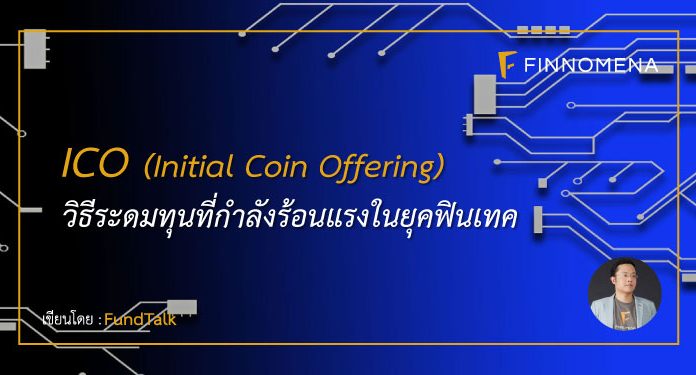 FINNOMENA
ICO (Initial Coin Offering)
วิธีระดมทุนที่กำลังร้อนแรงในยุคฟินเทค
เขียนโดย : FundTalk